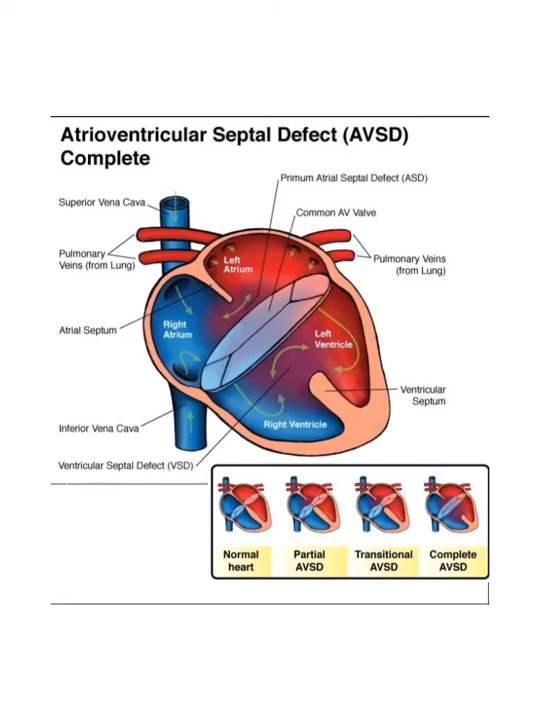 Atrioventricular Septal Defect (AVSD)
Complete
Primum Atrial Septal Defect (ASD)
Superior Vena Cava
Common AV Valve
Pulmonary
Veins (from Lung)
Left
Atrium
Pulmonary Veins
(from Lung)
Atrial Septum
Right
Atrium
Left
Ventricle
Ventricular
Septum
Inferior Vena Cava
Right Ventricle
Ventricular Septal Defect (VSD)
Normal
heart
Partial
AVSD
Transitional
AVSD
Complete
AVSD